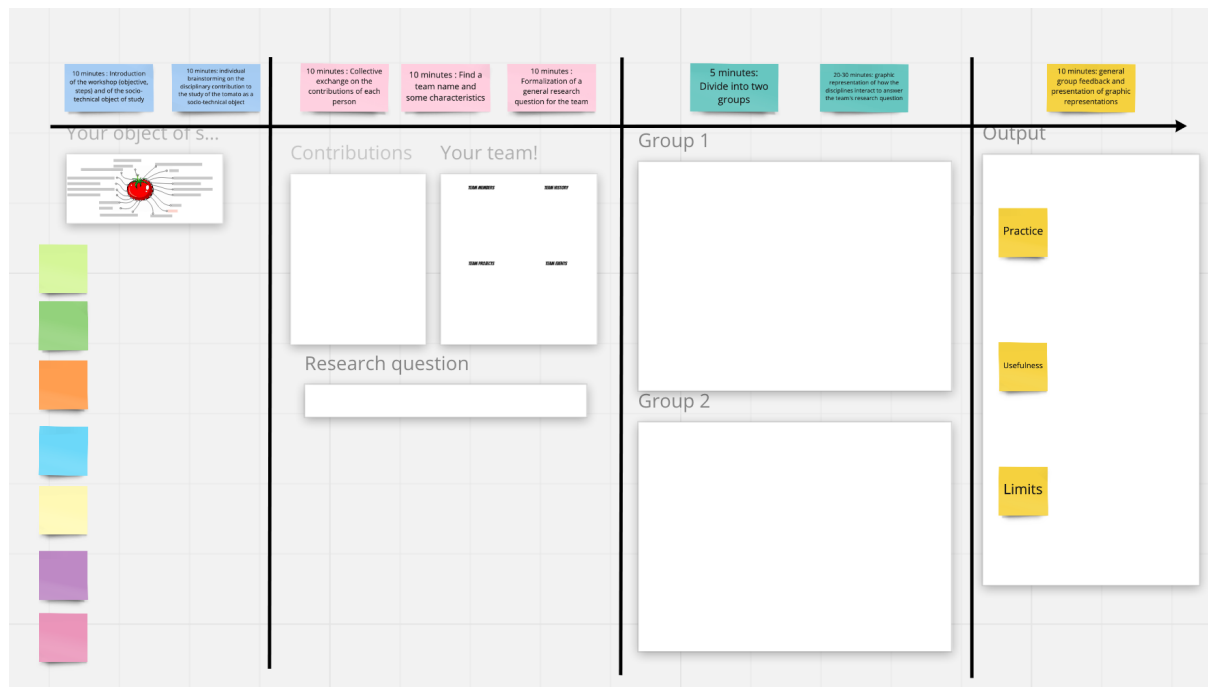 10 minutes : Introduction
of the workshop (objective,
steps) and of the socio-
technical object of study
10 minutes: Individual
brainstorming on the
disciplinary contribution to
the study of the tomato as a
socio-technical object
10 minutes : Collective
exchange on the
contributions of each
person
10 minutes : Find a
team name and
some characteristics
10 minutes :
Formalization of a
general research
question for the team
5 minutes:
Divide into two
groups
20-30 minutes: graphic
representation of how the
disciplines interact to answer
the team's research question
10 minutes: general
group feedback and
presentation of graphic
representations
Your object of s...
Contributions
Your team!
TEAM MEMBERS
TEAM HISTORY
TEAM PROJECTS
Research question
Group 1
Group 2
Output
Practice
Usefulness
Limits